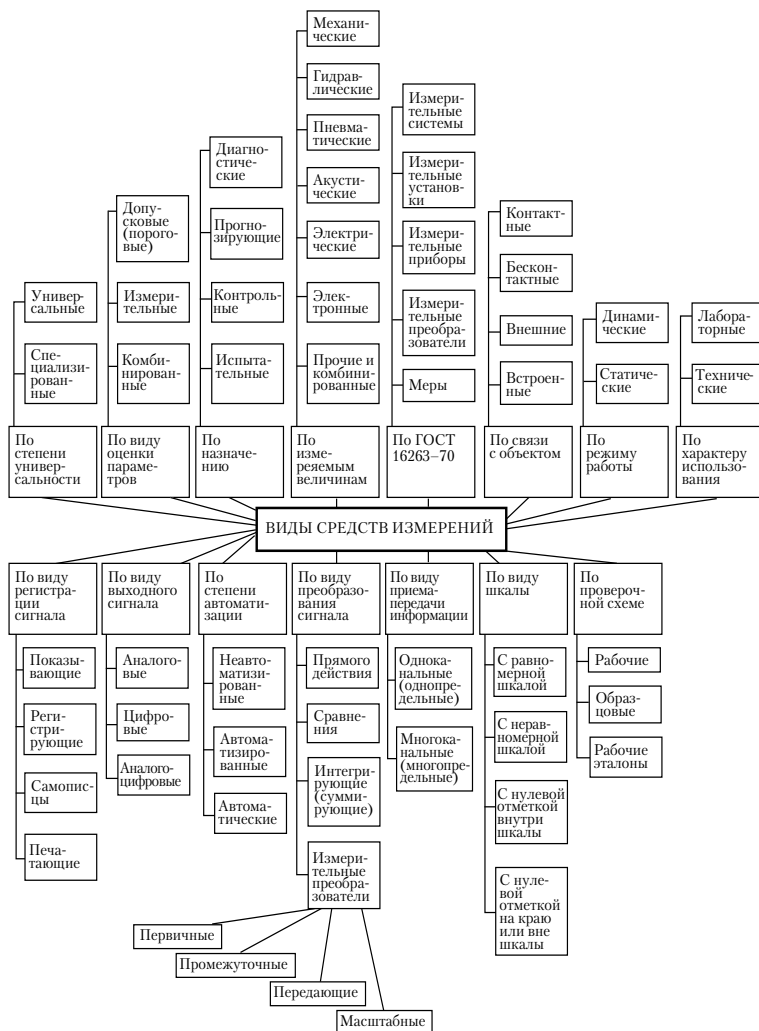 Механи-
ческие
Гидрав-
лические
Пневма-
тические
Акусти-
ческие
Электри-
ческие
Элек-
тронные
Прочие и
комбини-
рованные
Измери-
тельные
системы
Измери-
тельные
установ-
ки
Измери-
тельные
приборы
Измери-
тельные
преобра-
зователи
Меры
Диагно-
стиче-
ские
Прогно-
зирующие
Контроль-
ные
Испыта-
тельные
Допус-
ковые
(порого-
вые)
Измери-
тельные
Комби-
нирован-
ные
Универ-
сальные
Спе-
циализи-
рован-
ные
Контакт-
ные
Бескон-
тактные
Внешние
Встроен-
ные
Динами-
ческие
Статиче-
ские
Лабора-
торные
Техниче-
ские
По
степени
универ-
сальности
По виду
оценки
парамет-
ров
По
назначе-
нию
По
изме-
реяемым
величинам
По ГОСТ
16263–70
По связи
с объектом
По
режиму
работы
По
характеру
использо-
вания
ВИДЫ СРЕДСТВ ИЗМЕРЕНИЙ
По виду
регистра-
ции
сигнала
По виду
выходного
сигнала
По
степени
автомати-
зации
По виду
преобразо-
вания
сигнала
По виду
приема-
передачи
информации
По виду
шкалы
По
провероч-
ной схеме
Показы-
вающие
Реги-
стри-
рующие
Самопис-
цы
Печа-
тающие
Аналого-
вые
Цифро-
вые
Аналого-
цифровые
Неавто-
матизи-
рован-
ные
Автома-
тизиро-
ванные
Авто-
матические
Прямого
действия
Сравне-
ния
Интегри-
рующие
(сумми-
рующие)
Измери-
тельные
преобра-
зователи
Первичные
Промежуточные
Передающие
Масштабные
Однока-
нальные
(однопре-
дельные)
Многока-
нальные
(многопре-
дельные)
С равно-
мерной
шкалой
С нерав-
номерной
шкалой
С нулевой
отметкой
внутри
шкалы
С нуле-
вой
отметкой
на краю
или вне
шкалы
Рабочие
Образ-
цовые
Рабочие
эталоны